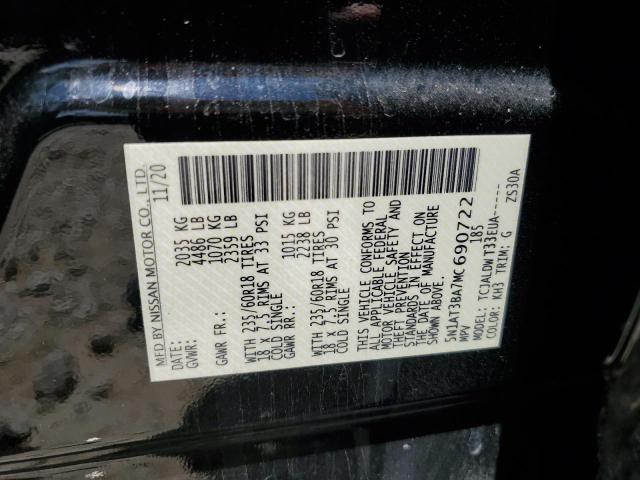 MFD BY NISSAN MOTOR CO., LTD.
DATE: 11/20
GVWR: 2035 KG
4486 LB
GAWR FR.: 1070 KG
2359 LB
WITH 235/60R18 TIRES
18 X 7.5 RIMS AT 33 PSI
COLD SINGLE
GAWR RR.: 1015 KG
2238 LB
WITH 235/60R18 TIRES
18 X 7.5 RIMS AT 30 PSI
COLD SINGLE
THIS VEHICLE CONFORMS TO
ALL APPLICABLE FEDERAL
MOTOR VEHICLE SAFETY AND
THEFT PREVENTION
STANDARDS IN EFFECT ON
THE DATE OF MANUFACTURE
SHOWN ABOVE.
5N1AT3BA7MC690722
MPV 185
MODEL: TCJALDWT33EUA-----
COLOR: KH3 TRIM: G ZS30A